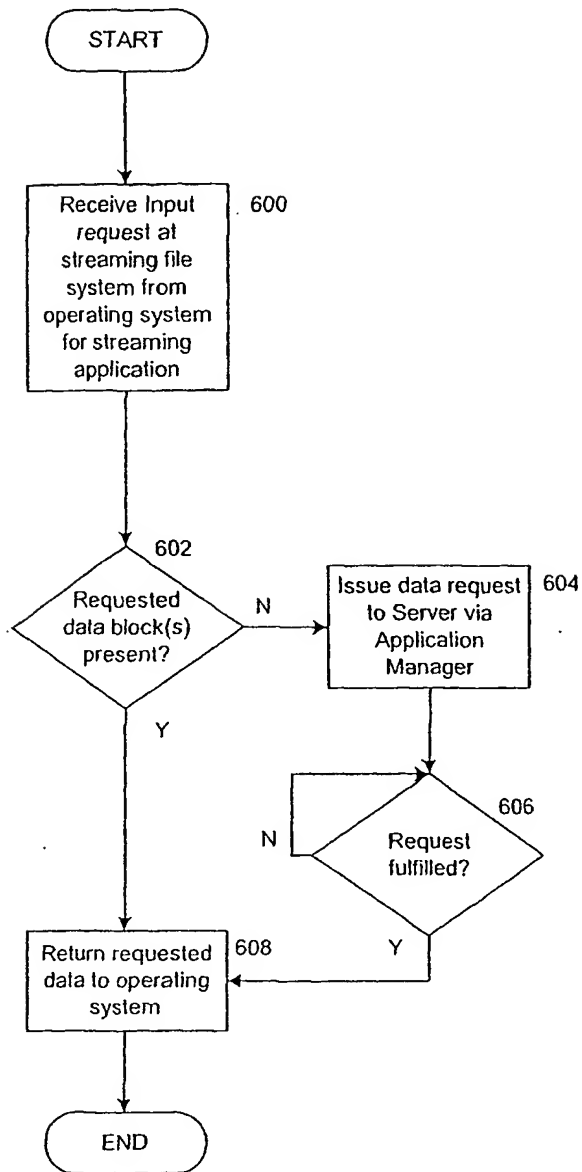 START
Receive Input
request at
streaming file
system from
operating system
for streaming
application
600
602
Requested
data block(s)
present?
N
Y
Issue data request
to Server via
Application
Manager
604
606
Request
fulfilled?
N
Y
Return requested
data to operating
system
608
END